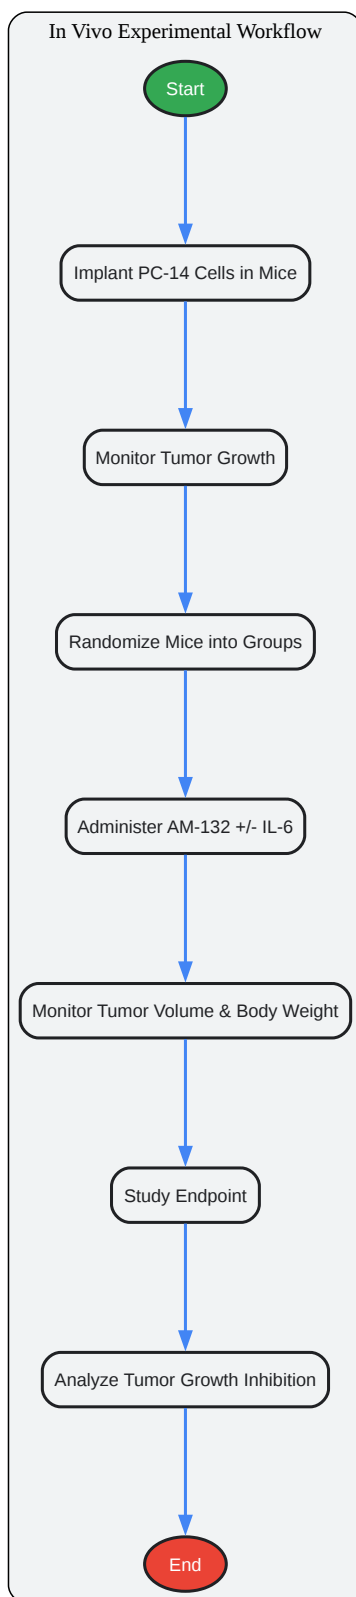 In Vivo Experimental Workflow
Start
Implant PC-14 Cells in Mice
Monitor Tumor Growth
Randomize Mice into Groups
Administer AM-132 +/- IL-6
Monitor Tumor Volume & Body Weight
Study Endpoint
Analyze Tumor Growth Inhibition
End